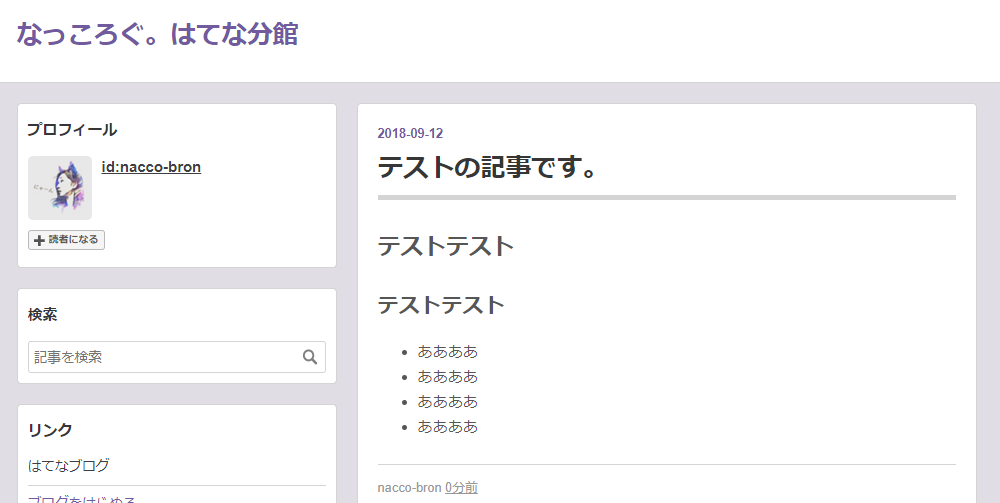 なっころぐ。はてな分館
プロフィール
にゃーん
id:nacco-bron
読者になる
検索
記事を検索
リンク
はてなブログ
ブログをはじめる
2018-09-12
テストの記事です。
テストテスト
テストテスト
ああああ
ああああ
ああああ
ああああ
nacco-bron 0分前